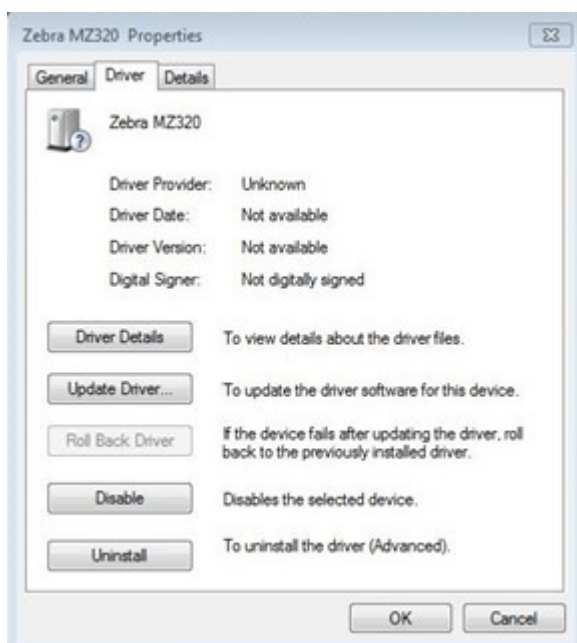 Zebra MZ320 Properties
General Driver Details
Zebra MZ320
Driver Provider: Unknown
Driver Date: Not available
Driver Version: Not available
Digital Signer: Not digitally signed
Driver Details To view details about the driver files.
Update Driver... To update the driver software for this device.
Roll Back Driver If the device fails after updating the driver, roll
back to the previously installed driver.
Disable Disables the selected device.
Uninstall To uninstall the driver (Advanced).
OK Cancel